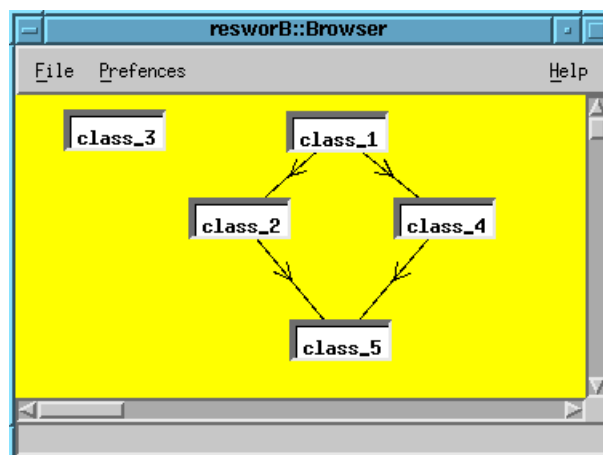 resworB::Browser
File Prefences Help
class_3 class_1
class_2 class_4
class_5